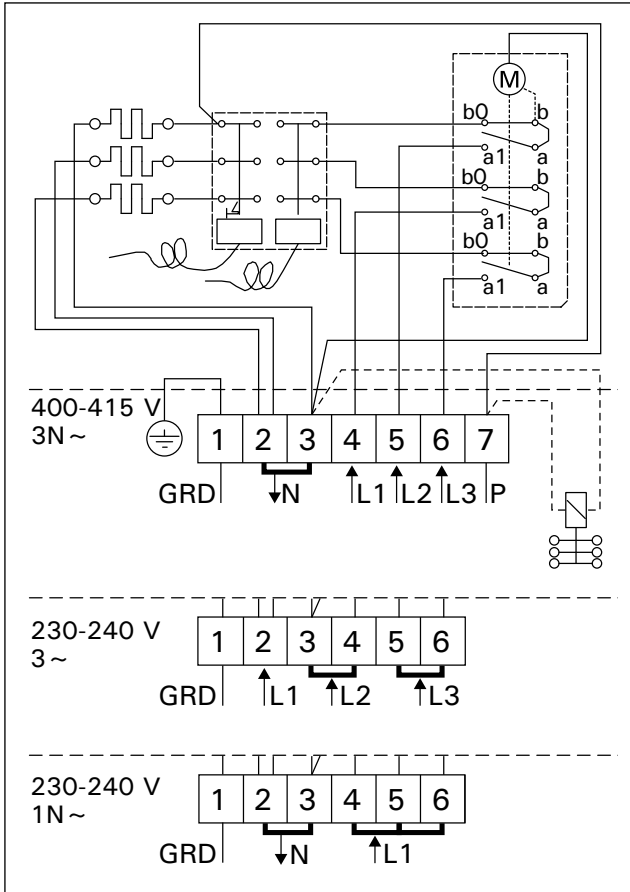 M
b0 b
a1 a
b0 b
a1 a
b0 b
a1 a
400-415 V
3N~
1 2 3 4 5 6 7
GRD N L1 L2 L3 P
230-240 V
3~
1 2 3 4 5 6
GRD L1 L2 L3
230-240 V
1N~
1 2 3 4 5 6
GRD N L1